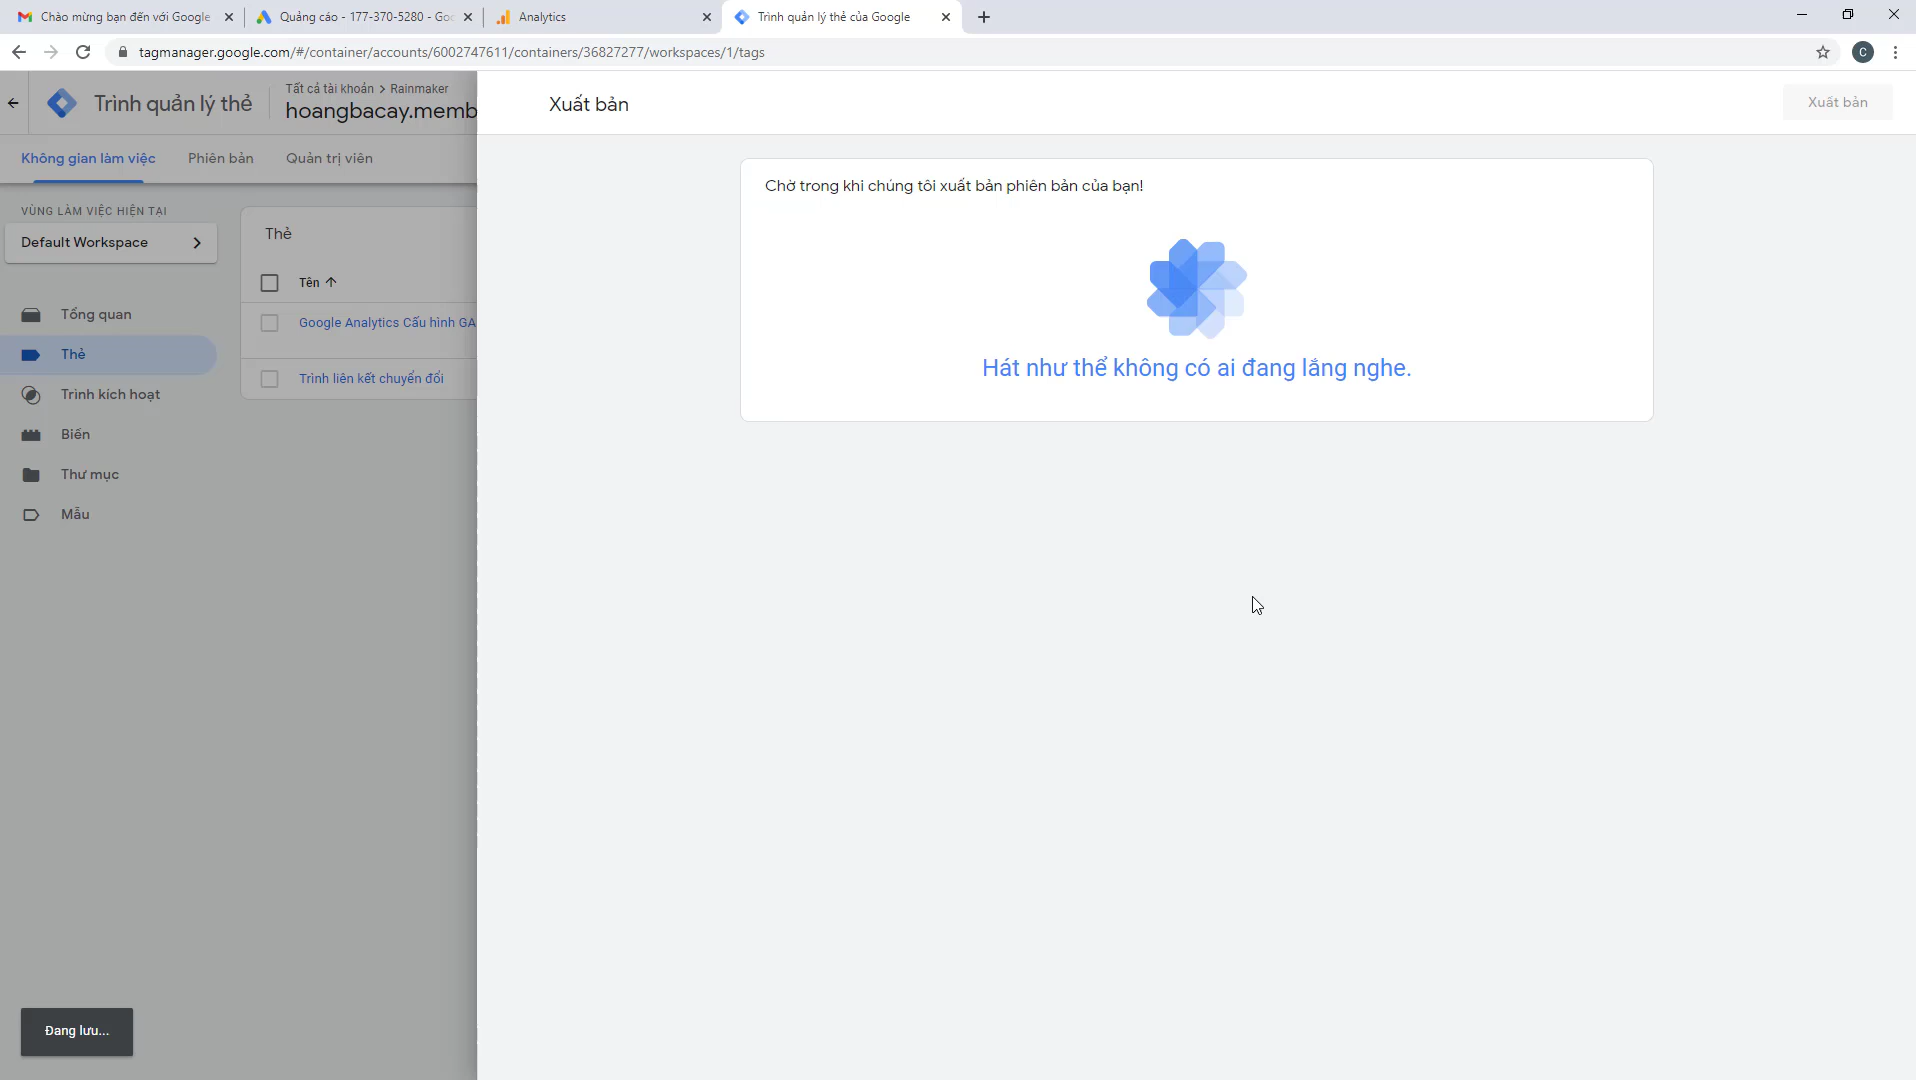 Chào mừng bạn đến với Google
Quảng cáo - 177-370-5280 - Goo
Analytics
Trình quản lý thẻ của Google
tagmanager.google.com/#/container/accounts/6002747611/containers/36827277/workspaces/1/tags
C
Trình quản lý thẻ
Tất cả tài khoản > Rainmaker
hoangbacay.memb
Xuất bản
Xuất bản
Không gian làm việc
Phiên bản
Quản trị viên
VÙNG LÀM VIỆC HIỆN TẠI
Default Workspace
Tổng quan
Thẻ
Trình kích hoạt
Biến
Thư mục
Mẫu
Thẻ
Tên
Google Analytics Cấu hình GA
Trình liên kết chuyển đổi
Chờ trong khi chúng tôi xuất bản phiên bản của bạn!
Hát như thể không có ai đang lắng nghe.
Đang lưu...